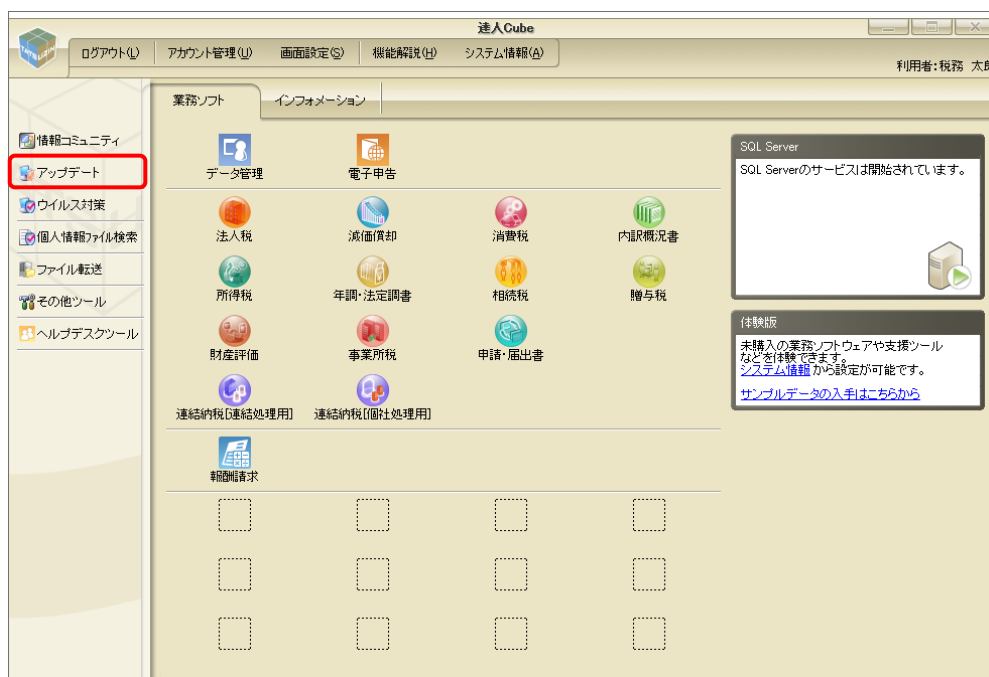 達人Cube
ログアウト(L) アカウント管理(U) 画面設定(S) 機能解説(H) システム情報(A)
利用者:税務 太郎
業務ソフト インフォメーション
情報コミュニティ
アップデート
ウイルス対策
個人情報ファイル検索
ファイル転送
その他ツール
ヘルプデスクツール
データ管理 電子申告
法人税 減価償却 消費税 内訳概況書
所得税 年調・法定調書 相続税 贈与税
財産評価 事業所税 申請・届出書
連結納税[連結処理用] 連結納税[個社処理用]
報酬請求
SQL Server
SQL Serverのサービスは開始されています。
体験版
未購入の業務ソフトウェアや支援ツール
などを体験できます。
システム情報 から設定が可能です。
サンプルデータの入手はこちらから